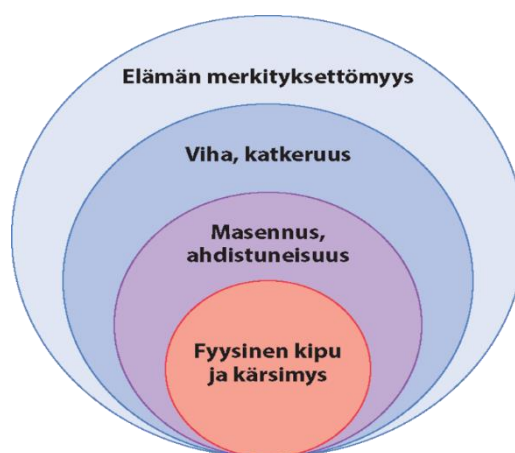 Elämän merkityksettömyys
Viha, katkeruus
Masennus,
ahdistuneisuus
Fyysinen kipu
ja kärsimys